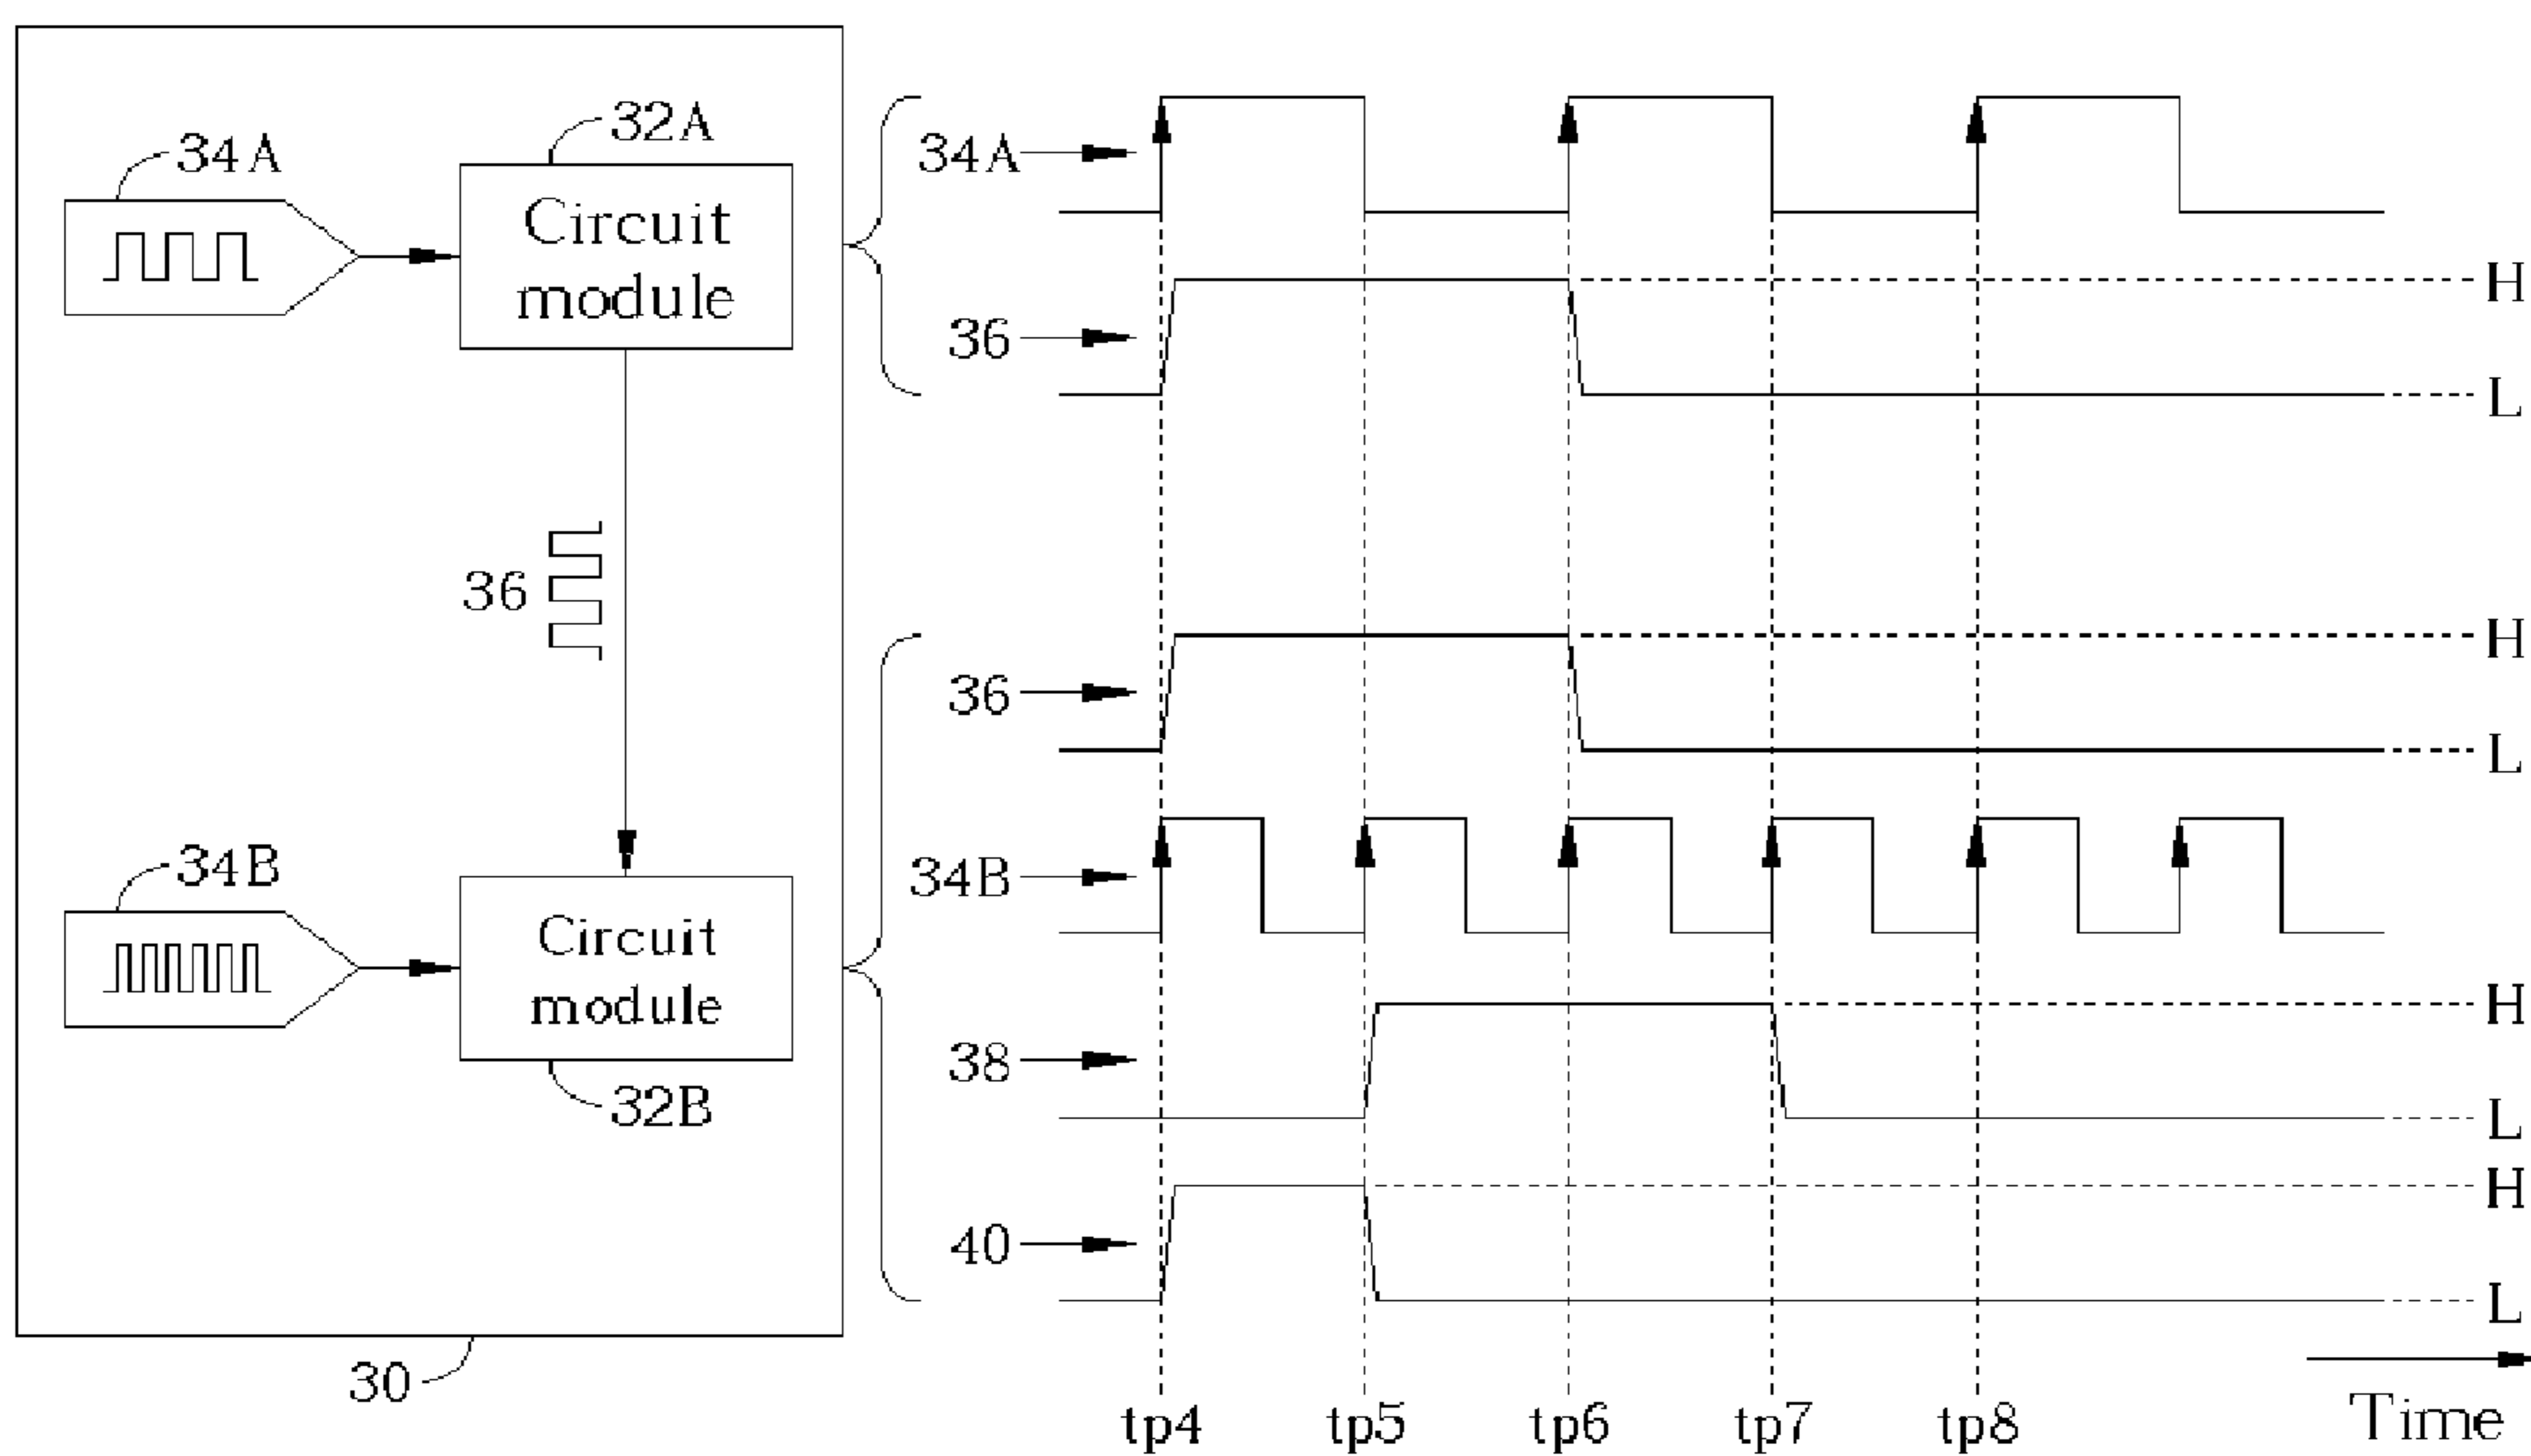 34A
32A
Circuit
module
36
34B
Circuit
module
32B
30
34A
36
H
L
36
H
L
34B
38
H
L
40
H
L
tp4 tp5 tp6 tp7 tp8
Time